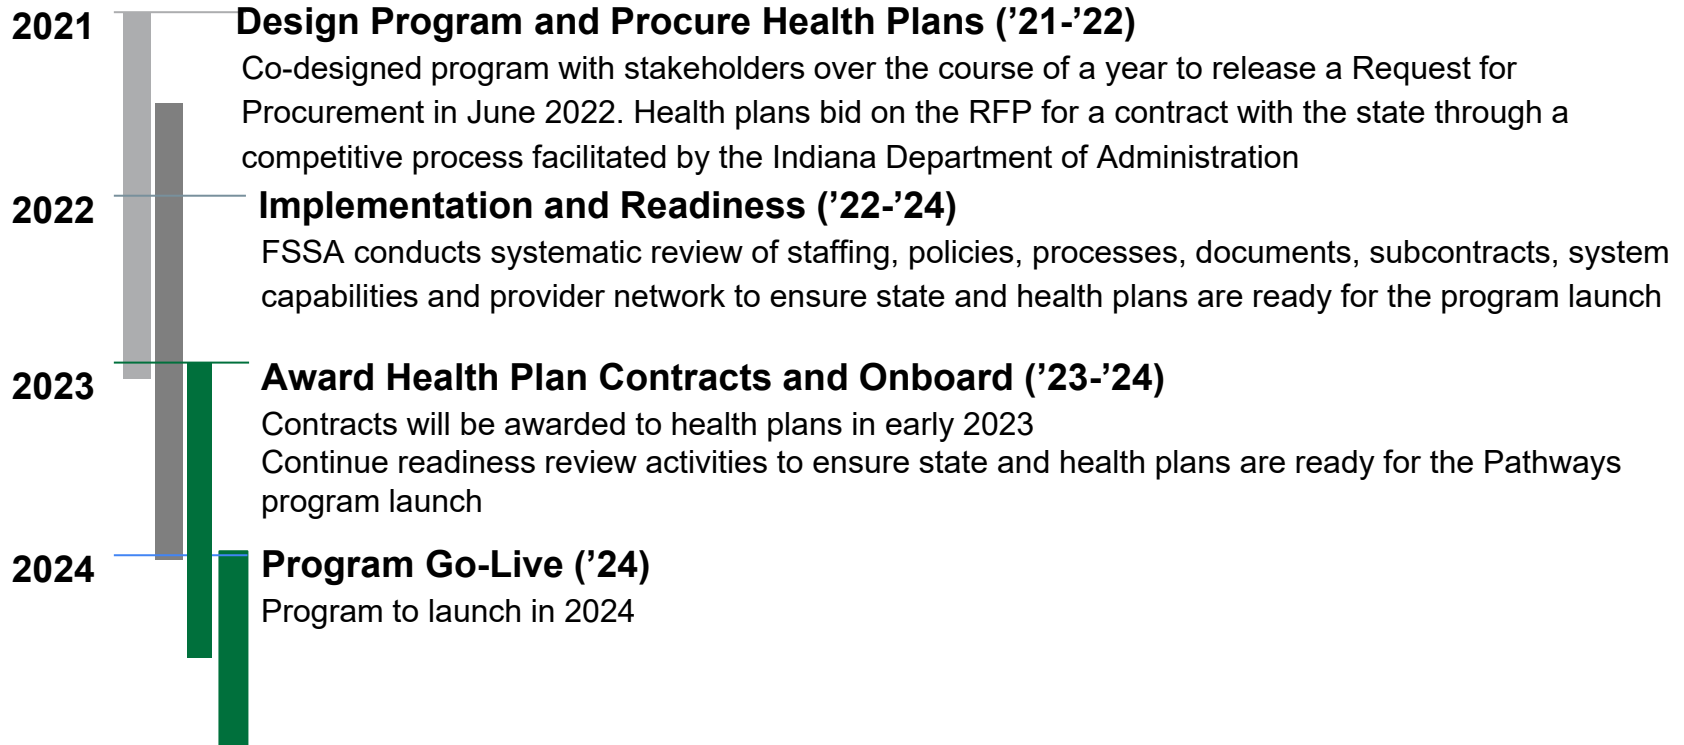 2021
Design Program and Procure Health Plans (’21-’22)
Co-designed program with stakeholders over the course of a year to release a Request for
Procurement in June 2022. Health plans bid on the RFP for a contract with the state through a
competitive process facilitated by the Indiana Department of Administration
2022
Implementation and Readiness (’22-’24)
FSSA conducts systematic review of staffing, policies, processes, documents, subcontracts, system
capabilities and provider network to ensure state and health plans are ready for the program launch
2023
Award Health Plan Contracts and Onboard (’23-’24)
Contracts will be awarded to health plans in early 2023
Continue readiness review activities to ensure state and health plans are ready for the Pathways
program launch
2024
Program Go-Live (’24)
Program to launch in 2024